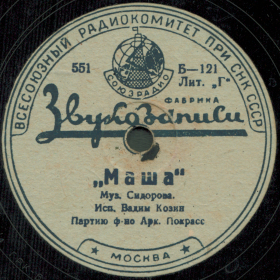 ВСЕСОЮЗНЫЙ РАДИОКОМИТЕТ ПРИ СНК СССР
СОЮЗРАДИО
551
Б—121
Лит. „Г"
ФАБРИКА
Звукозаписи
„Маша"
Муз. Сидорова.
Исп. Вадим Козин
Партию ф-но Арк. Покрасс
★ МОСКВА ★